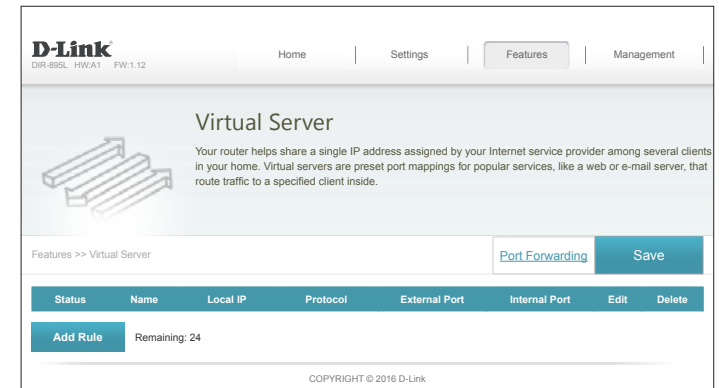 D-Link
DIR-895L HW:A1 FW:1.12
Home
Settings
Features
Management
Virtual Server
Your router helps share a single IP address assigned by your Internet service provider among several clients
in your home. Virtual servers are preset port mappings for popular services, like a web or e-mail server, that
route traffic to a specified client inside.
Features >> Virtual Server
Port Forwarding
Save
Status Name Local IP Protocol External Port Internal Port Edit Delete
Add Rule
Remaining: 24
COPYRIGHT © 2016 D-Link